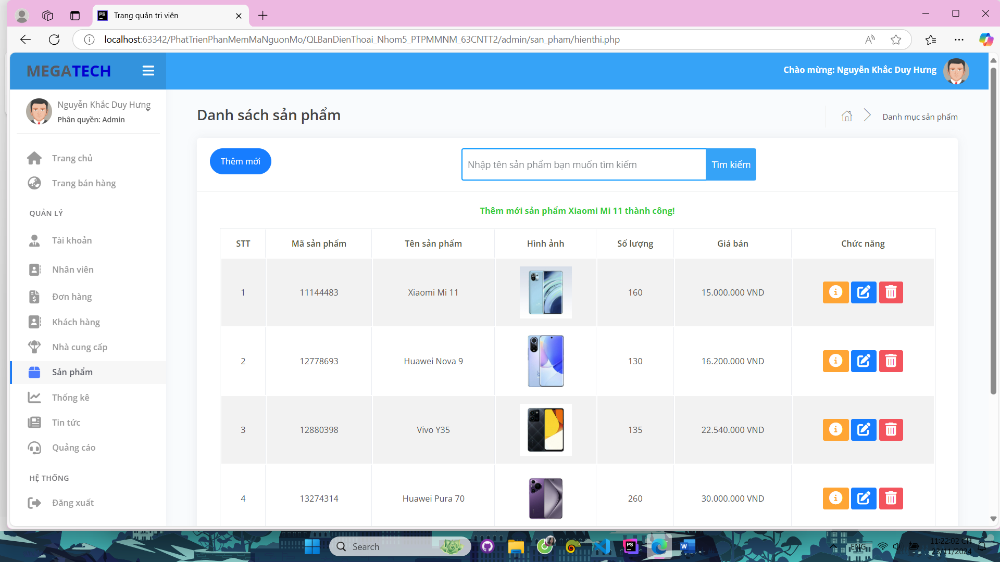 Trang quản trị viên
localhost:63342/PhatTrienPhanMemMaNguonMo/QLBanDienThoai_Nhom5_PTPMMNM_63CNTT2/admin/san_pham/hienthi.php
MEGATECH
Chào mừng: Nguyễn Khắc Duy Hưng
Nguyễn Khắc Duy Hưng
Phân quyền: Admin
Trang chủ
Trang bán hàng
QUẢN LÝ
Tài khoản
Nhân viên
Đơn hàng
Khách hàng
Nhà cung cấp
Sản phẩm
Thống kê
Tin tức
Quảng cáo
HỆ THỐNG
Đăng xuất
Danh sách sản phẩm
Danh mục sản phẩm
Thêm mới
Nhập tên sản phẩm bạn muốn tìm kiếm
Tìm kiếm
Thêm mới sản phẩm Xiaomi Mi 11 thành công!
STT Mã sản phẩm Tên sản phẩm Hình ảnh Số lượng Giá bán Chức năng
1 11144483 Xiaomi Mi 11 160 15.000.000 VND
2 12778693 Huawei Nova 9 130 16.200.000 VND
3 12880398 Vivo Y35 135 22.540.000 VND
4 13274314 Huawei Pura 70 260 30.000.000 VND
Search
ENG
11:22:02 CH
23/11/2024